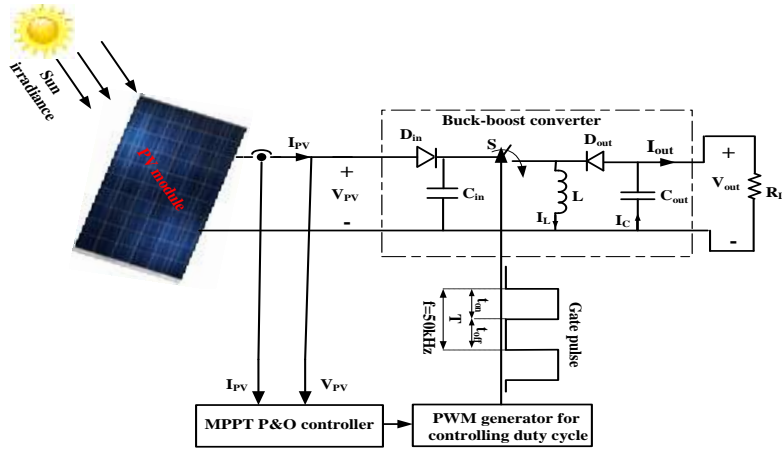 Sun
irradiance
PV module
Buck-boost converter
I_PV
D_in
S
D_out
I_out
+
V_PV
-
C_in
L
I_L
C_out
I_C
+
V_out
-
R_L
t_on
t_off
T
f=50kHz
Gate pulse
I_PV
V_PV
MPPT P&O controller
PWM generator for
controlling duty cycle